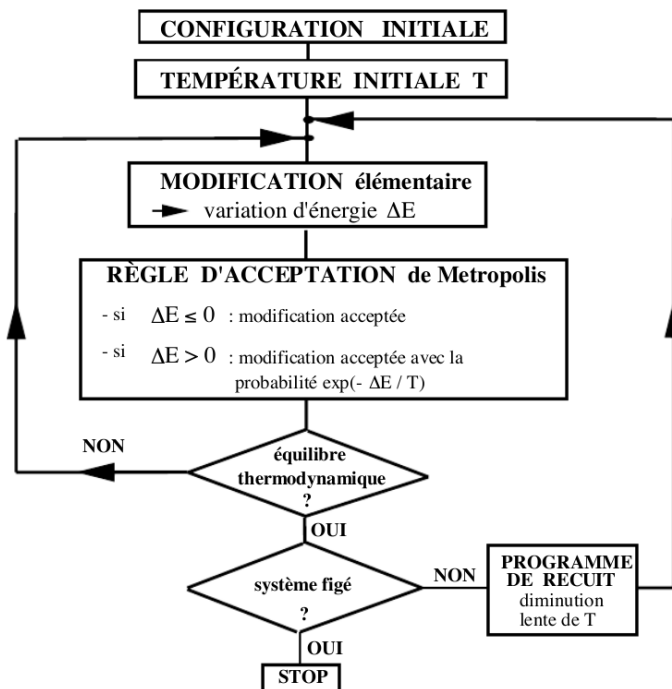 CONFIGURATION INITIALE
TEMPÉRATURE INITIALE T
MODIFICATION élémentaire
variation d'énergie ΔE
RÈGLE D'ACCEPTATION de Metropolis
- si ΔE ≤ 0 : modification acceptée
- si ΔE > 0 : modification acceptée avec la
probabilité exp(- ΔE / T)
NON
équilibre
thermodynamique
?
OUI
système figé
?
NON
PROGRAMME
DE RECUIT
diminution
lente de T
OUI
STOP